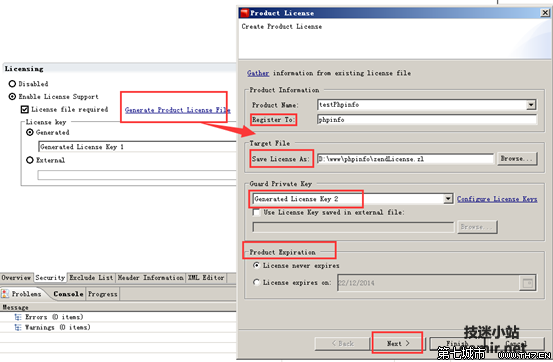 Licensing
Disabled
Enable License Support
License file required Generate Product License File
License key
Generated
Generated License Key 1
External
Overview Security Exclude List Header Information XML Editor
Problems Console Progress
Message
Errors (0 items)
Warnings (0 items)
Product License
Create Product License
Gather information from existing license file
Product Information
Product Name: testPhpinfo
Register To: phpinfo
Target File
Save License As: D:\www\phpinfo\zendLicense.zl Browse...
Guard Private Key
Generated License Key 2 Configure License Keys
Use License Key saved in external file:
Browse...
Product Expiration
License never expires
License expires on: 22/12/2014
< Back Next > Finish Cancel
技迷小站
第七城市 WWW.TH7.CN